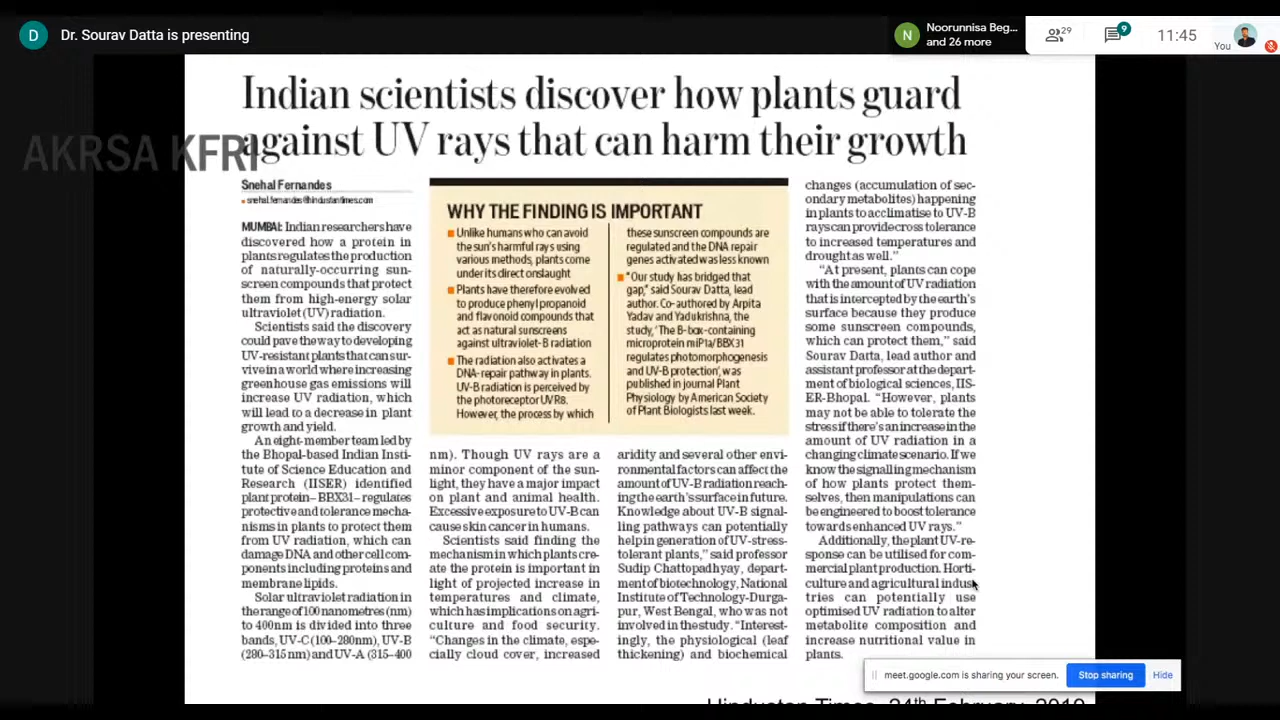 Dr. Sourav Datta is presenting
Noorunnisa Beg...
and 26 more
29
9
11:45
You
Indian scientists discover how plants guard
against UV rays that can harm their growth
AKRSA KFRI
Snehal Fernandes
snehal.fernandes@hindustantimes.com
MUMBAI: Indian researchers have
discovered how a protein in
plants regulates the production
of naturally-occurring sun-
screen compounds that protect
them from high-energy solar
ultraviolet (UV) radiation.
Scientists said the discovery
could pave the way to developing
UV-resistant plants that can sur-
vive in a world where increasing
greenhouse gas emissions will
increase UV radiation, which
will lead to a decrease in plant
growth and yield.
An eight-member team led by
the Bhopal-based Indian Insti-
tute of Science Education and
Research (IISER) identified
plant protein– BBX31 – regulates
protective and tolerance mecha-
nisms in plants to protect them
from UV radiation, which can
damage DNA and other cell com-
ponents including proteins and
membrane lipids.
Solar ultraviolet radiation in
the range of 100 nanometres (nm)
to 400nm is divided into three
bands, UV-C (100–280nm), UV-B
(280–315 nm) and UV-A (315–400
WHY THE FINDING IS IMPORTANT
Unlike humans who can avoid
the sun's harmful rays using
various methods, plants come
under its direct onslaught
Plants have therefore evolved
to produce phenyl propanoid
and flavonoid compounds that
act as natural sunscreens
against ultraviolet-B radiation
The radiation also activates a
DNA-repair pathway in plants.
UV-B radiation is perceived by
the photoreceptor UVR8.
However, the process by which
these sunscreen compounds are
regulated and the DNA repair
genes activated was less known
"Our study has bridged that
gap," said Sourav Datta, lead
author. Co-authored by Arpita
Yadav and Yadukrishna, the
study, 'The B-box-containing
microprotein miP1a/BBX31
regulates photomorphogenesis
and UV-B protection', was
published in journal Plant
Physiology by American Society
of Plant Biologists last week.
nm). Though UV rays are a
minor component of the sun-
light, they have a major impact
on plant and animal health.
Excessive exposure to UV-B can
cause skin cancer in humans.
Scientists said finding the
mechanism in which plants cre-
ate the protein is important in
light of projected increase in
temperatures and climate,
which has implications on agri-
culture and food security.
"Changes in the climate, espe-
cially cloud cover, increased
aridity and several other envi-
ronmental factors can affect the
amount of UV-B radiation reach-
ing the earth's surface in future.
Knowledge about UV-B signal-
ling pathways can potentially
help in generation of UV-stress-
tolerant plants," said professor
Sudip Chattopadhyay, depart-
ment of biotechnology, National
Institute of Technology-Durga-
pur, West Bengal, who was not
involved in the study. "Interest-
ingly, the physiological (leaf
thickening) and biochemical
changes (accumulation of sec-
ondary metabolites) happening
in plants to acclimatise to UV-B
rays can provide cross tolerance
to increased temperatures and
drought as well."
"At present, plants can cope
with the amount of UV radiation
that is intercepted by the earth's
surface because they produce
some sunscreen compounds,
which can protect them," said
Sourav Datta, lead author and
assistant professor at the depart-
ment of biological sciences, IIS-
ER-Bhopal. "However, plants
may not be able to tolerate the
stress if there's an increase in the
amount of UV radiation in a
changing climate scenario. If we
know the signalling mechanism
of how plants protect them-
selves, then manipulations can
be engineered to boost tolerance
towards enhanced UV rays."
Additionally, the plant UV-re-
sponse can be utilised for com-
mercial plant production. Horti-
culture and agricultural indus
tries can potentially use
optimised UV radiation to alter
metabolite composition and
increase nutritional value in
plants.
meet.google.com is sharing your screen.
Stop sharing
Hide
Hindustan Times, 24th February, 2019